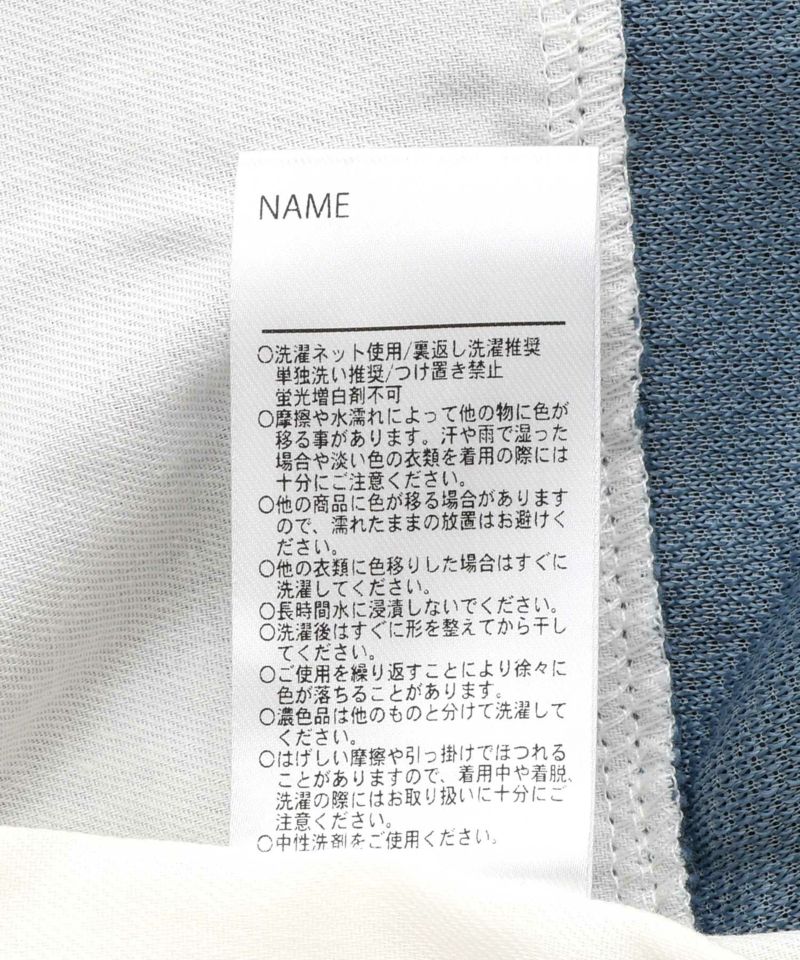 NAME
○洗濯ネット使用/裏返し洗濯推奨
単独洗い推奨/つけ置き禁止
蛍光増白剤不可
○摩擦や水濡れによって他の物に色が
移る事があります。汗や雨で湿った
場合や淡い色の衣類を着用の際には
十分にご注意ください。
○他の商品に色が移る場合があります
ので、濡れたままの放置はお避けく
ださい。
○他の衣類に色移りした場合はすぐに
洗濯してください。
○長時間水に浸漬しないでください。
○洗濯後はすぐに形を整えてから干し
てください。
○ご使用を繰り返すことにより徐々に
色が落ちることがあります。
○濃色品は他のものと分けて洗濯して
ください。
○はげしい摩擦や引っ掛けでほつれる
ことがありますので、着用中や着脱、
洗濯の際にはお取り扱いに十分にご
注意ください。
○中性洗剤をご使用ください。